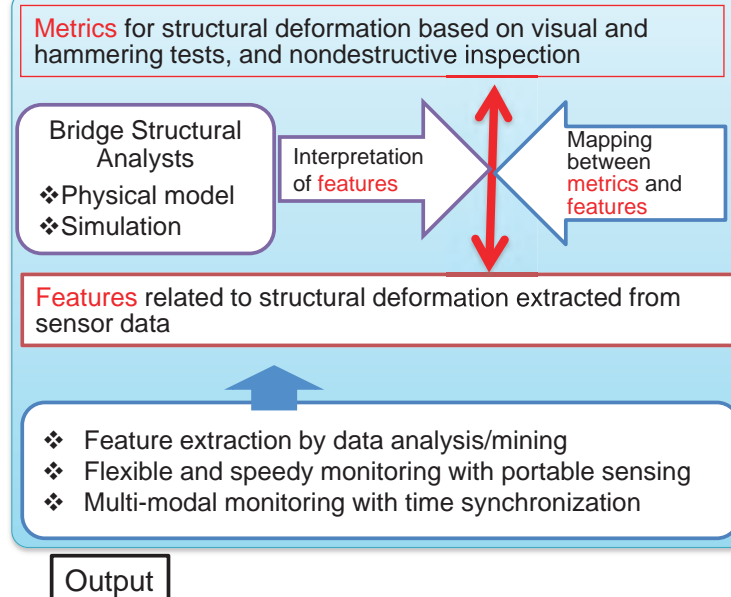 Metrics for structural deformation based on visual and
hammering tests, and nondestructive inspection
Bridge Structural
Analysts
❖Physical model
❖Simulation
Interpretation
of features
Mapping
between
metrics and
features
Features related to structural deformation extracted from
sensor data
❖ Feature extraction by data analysis/mining
❖ Flexible and speedy monitoring with portable sensing
❖ Multi-modal monitoring with time synchronization
Output